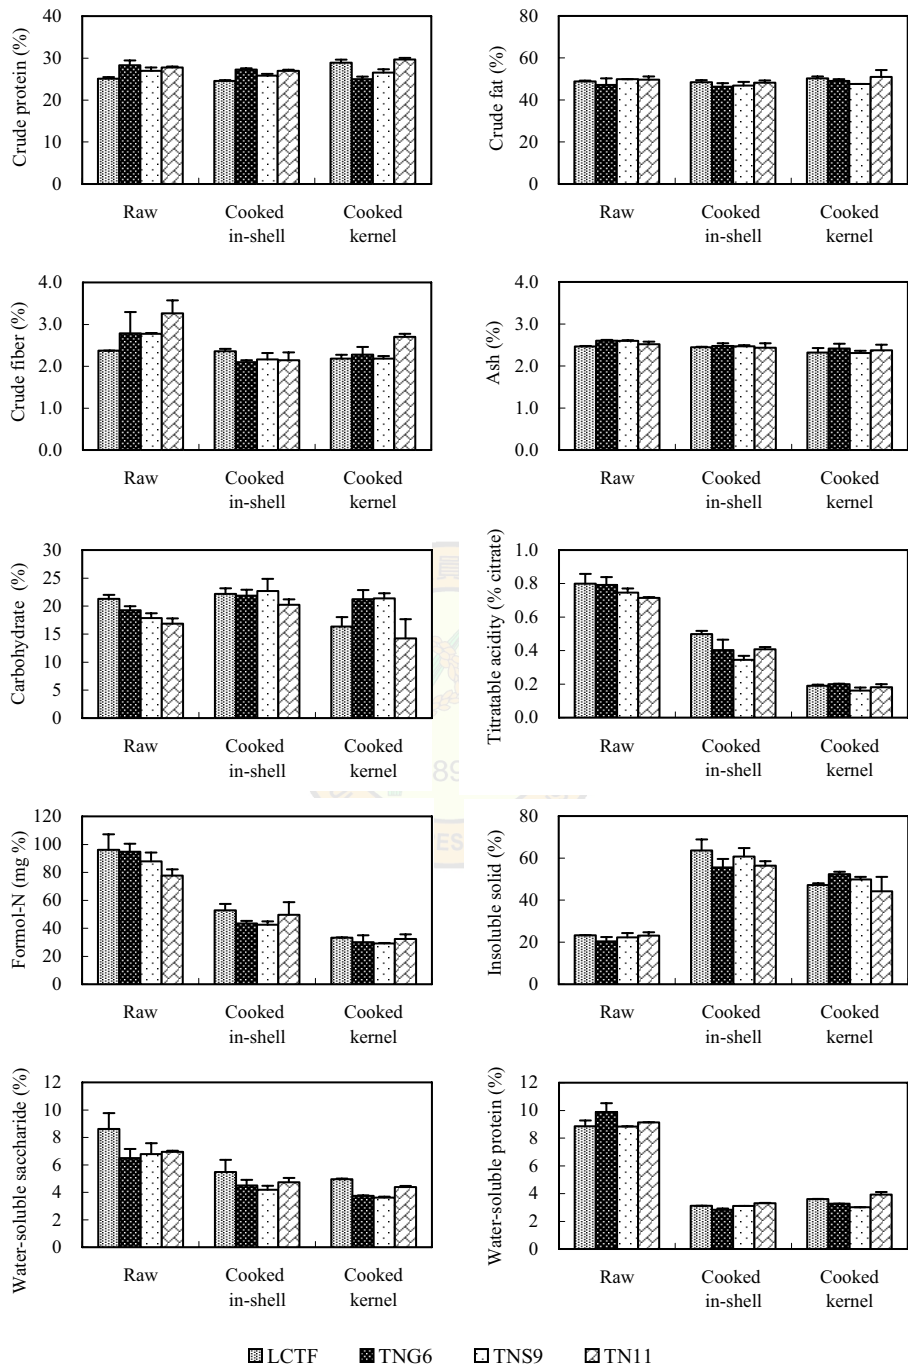 Crude protein (%)
40
30
20
10
0
Raw
Cooked
in-shell
Cooked
kernel
Crude fat (%)
80
60
40
20
0
Raw
Cooked
in-shell
Cooked
kernel
Crude fiber (%)
4.0
3.0
2.0
1.0
0.0
Raw
Cooked
in-shell
Cooked
kernel
Ash (%)
4.0
3.0
2.0
1.0
0.0
Raw
Cooked
in-shell
Cooked
kernel
Carbohydrate (%)
30
25
20
15
10
5
0
Raw
Cooked
in-shell
Cooked
kernel
Titratable acidity (% citrate)
1.0
0.8
0.6
0.4
0.2
0.0
Raw
Cooked
in-shell
Cooked
kernel
Formol-N (mg %)
120
100
80
60
40
20
0
Raw
Cooked
in-shell
Cooked
kernel
Insoluble solid (%)
80
60
40
20
0
Raw
Cooked
in-shell
Cooked
kernel
Water-soluble saccharide (%)
12
10
8
6
4
2
0
Raw
Cooked
in-shell
Cooked
kernel
Water-soluble protein (%)
12
10
8
6
4
2
0
Raw
Cooked
in-shell
Cooked
kernel
LCTF TNG6 TNS9 TN11